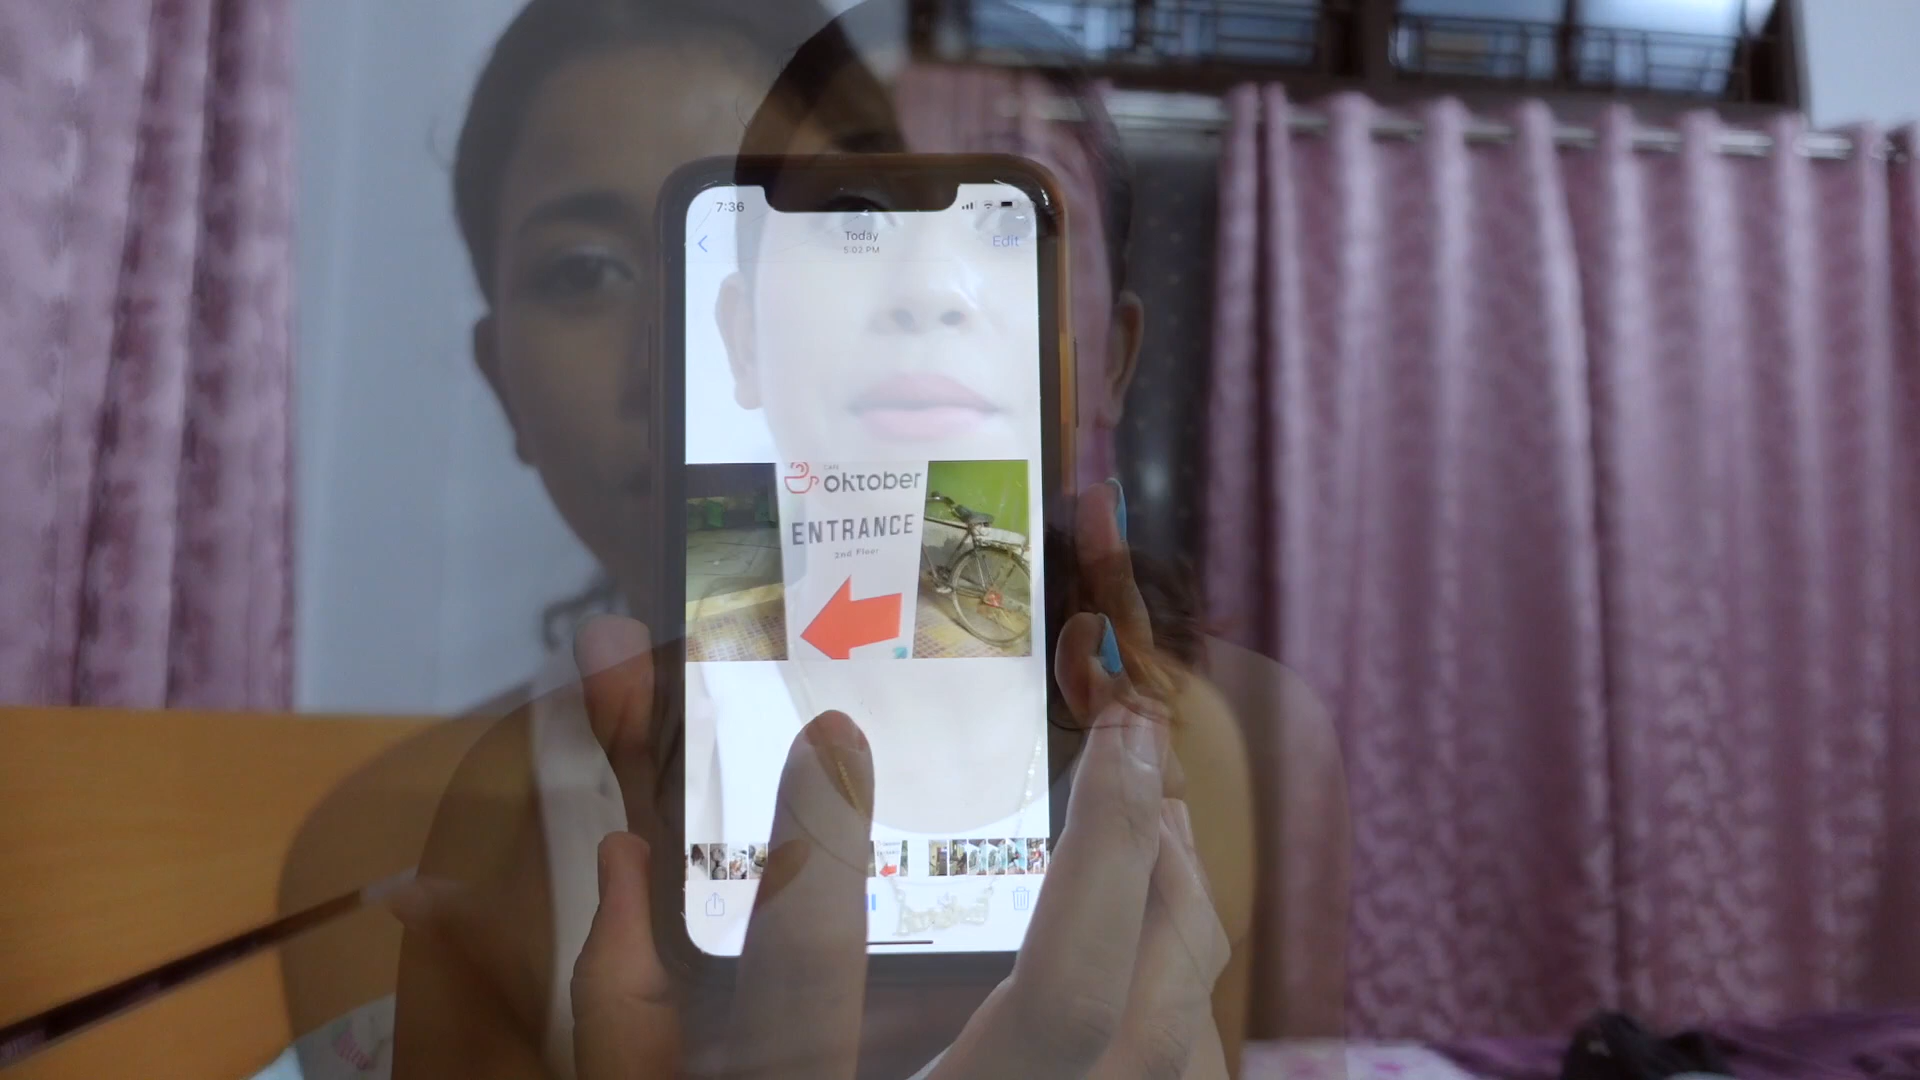 7:36
Today
5:02 PM
Edit
oktober
ENTRANCE
2nd Floor